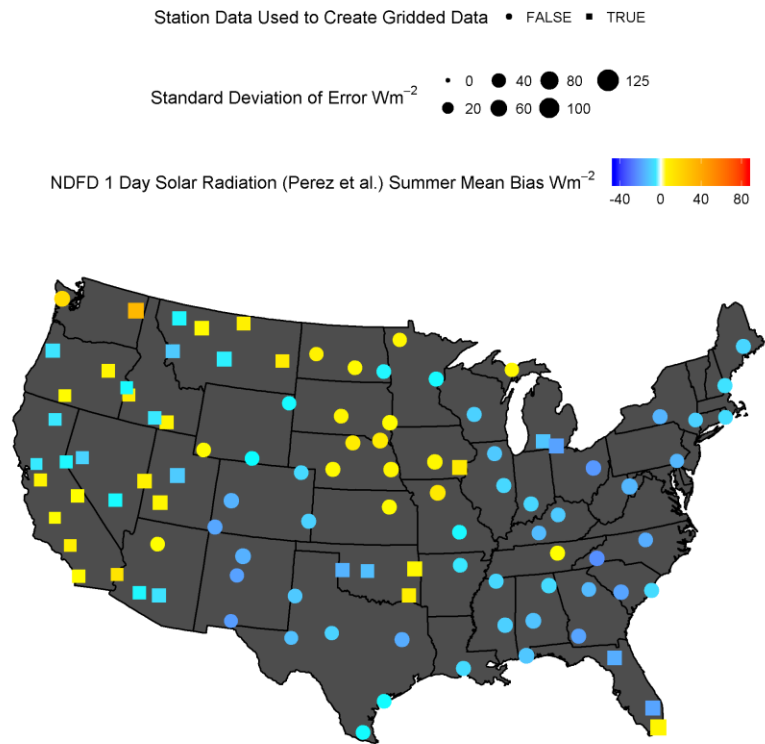 Station Data Used to Create Gridded Data FALSE TRUE
Standard Deviation of Error Wm⁻² 0 40 80 125
20 60 100
NDFD 1 Day Solar Radiation (Perez et al.) Summer Mean Bias Wm⁻²
-40 0 40 80